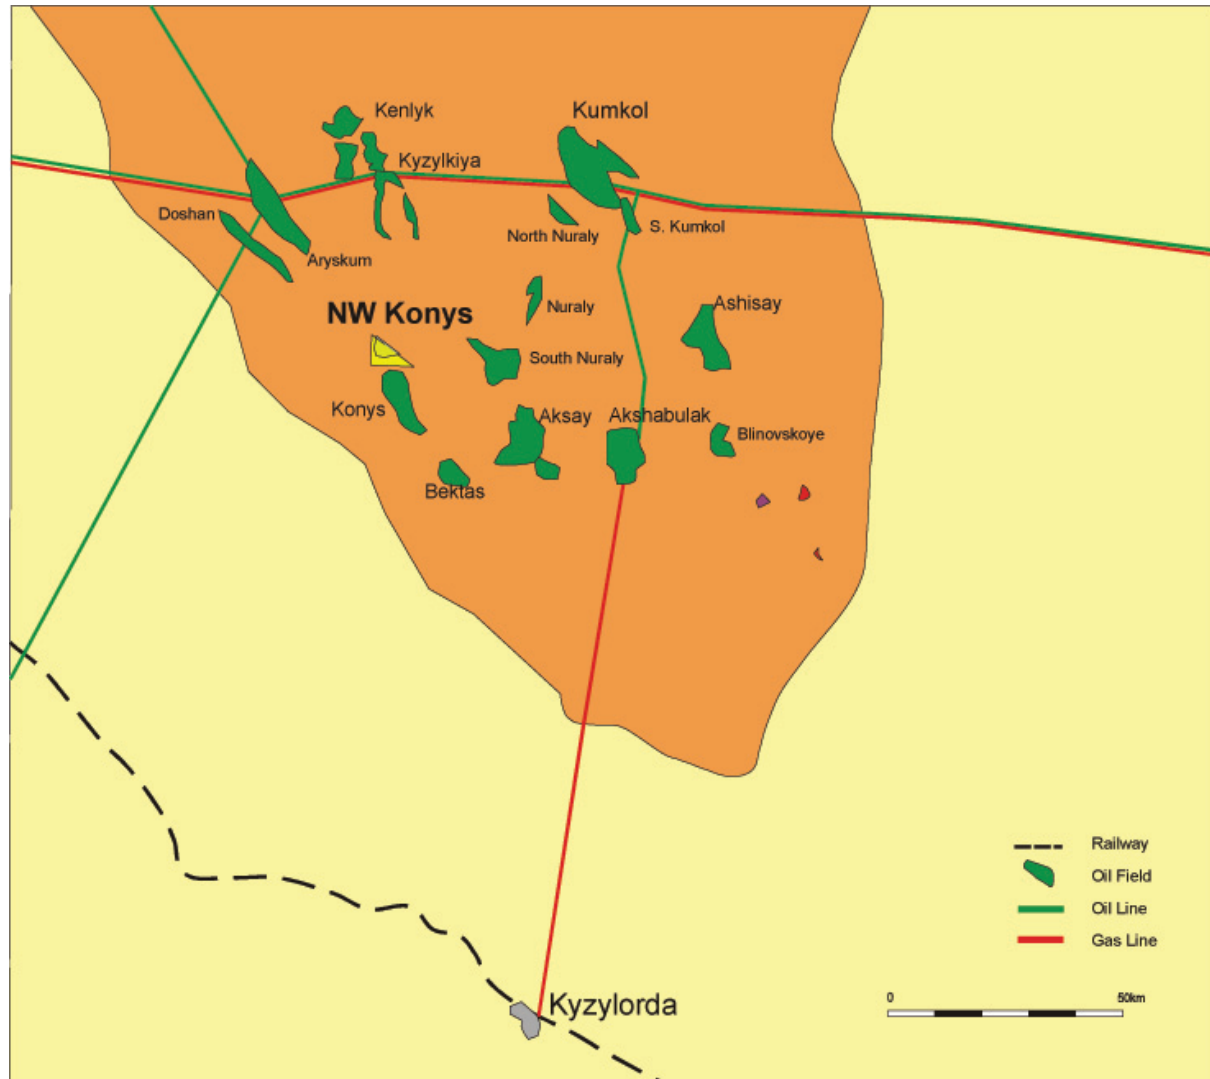 Kenlyk
Kumkol
Kyzylkiya
Doshan
North Nuraly
S. Kumkol
Aryskum
NW Konys
Nuraly
Ashisay
South Nuraly
Konys
Aksay
Akshabulak
Blinovskoye
Bektas
Railway
Oil Field
Oil Line
Gas Line
0
50km
Kyzylorda